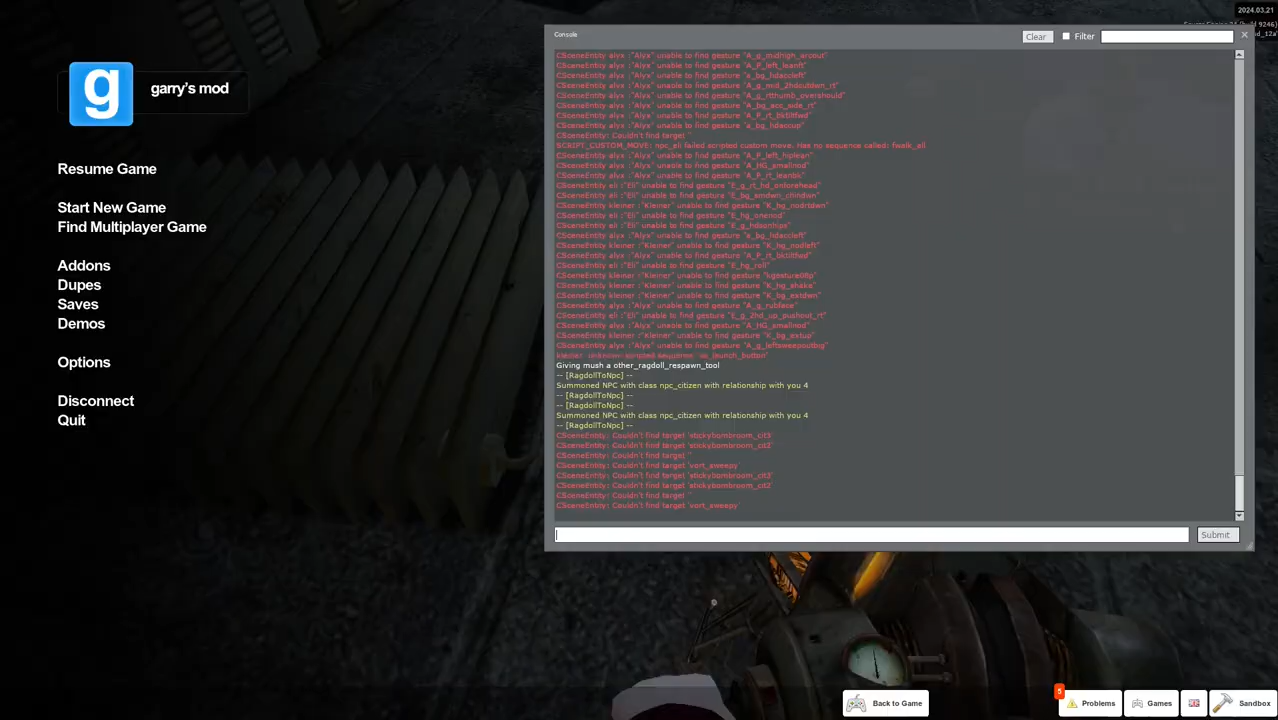 2024.03.21
Console
Clear
Filter
g
garry's mod
Resume Game
Start New Game
Find Multiplayer Game
Addons
Dupes
Saves
Demos
Options
Disconnect
Quit
CSceneEntity alyx :"Alyx" unable to find gesture "A_g_midhigh_arcout"
CSceneEntity alyx :"Alyx" unable to find gesture "A_P_left_leanft"
CSceneEntity alyx :"Alyx" unable to find gesture "a_bg_hdaccleft"
CSceneEntity alyx :"Alyx" unable to find gesture "A_g_mid_2hdoutdwn_rt"
CSceneEntity alyx :"Alyx" unable to find gesture "A_g_rtthumb_overshould"
CSceneEntity alyx :"Alyx" unable to find gesture "A_bg_acc_side_rt"
CSceneEntity alyx :"Alyx" unable to find gesture "A_P_rt_bktiltfwd"
CSceneEntity alyx :"Alyx" unable to find gesture "a_bg_hdaccup"
CSceneEntity: Couldn't find target ''
SCRIPT_CUSTOM_MOVE: npc_eli failed scripted custom move. Has no sequence called: fwalk_all
CSceneEntity alyx :"Alyx" unable to find gesture "A_P_left_hiplean"
CSceneEntity alyx :"Alyx" unable to find gesture "A_HG_smallnod"
CSceneEntity alyx :"Alyx" unable to find gesture "A_P_rt_leanbk"
CSceneEntity eli :"Eli" unable to find gesture "E_g_rt_hd_onforehead"
CSceneEntity eli :"Eli" unable to find gesture "E_bg_smdwn_chindwn"
CSceneEntity kleiner :"Kleiner" unable to find gesture "K_hg_nodrtdwn"
CSceneEntity eli :"Eli" unable to find gesture "E_hg_onenod"
CSceneEntity eli :"Eli" unable to find gesture "E_g_hdsonhips"
CSceneEntity alyx :"Alyx" unable to find gesture "a_bg_hdaccleft"
CSceneEntity kleiner :"Kleiner" unable to find gesture "K_hg_nodleft"
CSceneEntity alyx :"Alyx" unable to find gesture "A_P_rt_bktiltfwd"
CSceneEntity eli :"Eli" unable to find gesture "E_hg_roll"
CSceneEntity kleiner :"Kleiner" unable to find gesture "kgesture08p"
CSceneEntity kleiner :"Kleiner" unable to find gesture "K_hg_shake"
CSceneEntity kleiner :"Kleiner" unable to find gesture "K_bg_extdwn"
CSceneEntity alyx :"Alyx" unable to find gesture "A_g_rubface"
CSceneEntity eli :"Eli" unable to find gesture "E_g_2hd_up_pushout_rt"
CSceneEntity alyx :"Alyx" unable to find gesture "A_HG_smallnod"
CSceneEntity kleiner :"Kleiner" unable to find gesture "K_bg_extup"
CSceneEntity alyx :"Alyx" unable to find gesture "A_g_leftsweepoutbig"
kleiner: unknown scripted sequence
Giving mush a other_ragdoll_respawn_tool
-- [RagdollToNpc] --
Summoned NPC with class npc_citizen with relationship with you 4
-- [RagdollToNpc] --
-- [RagdollToNpc] --
Summoned NPC with class npc_citizen with relationship with you 4
-- [RagdollToNpc] --
CSceneEntity: Couldn't find target 'stickybombroom_cit3'
CSceneEntity: Couldn't find target 'stickybombroom_cit2'
CSceneEntity: Couldn't find target ''
CSceneEntity: Couldn't find target 'vort_sweepy'
CSceneEntity: Couldn't find target 'stickybombroom_cit3'
CSceneEntity: Couldn't find target 'stickybombroom_cit2'
CSceneEntity: Couldn't find target ''
CSceneEntity: Couldn't find target 'vort_sweepy'
Submit
Back to Game
5
Problems
Games
Sandbox